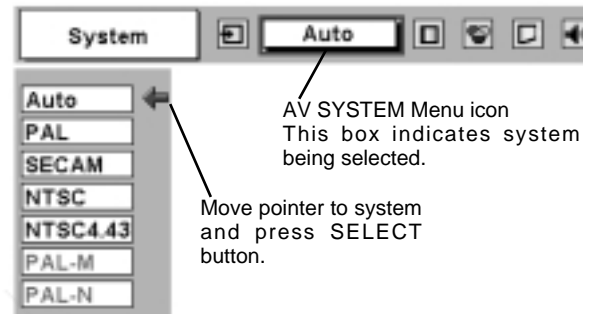 System
Auto
AV SYSTEM Menu icon
This box indicates system
being selected.
Auto
PAL
SECAM
NTSC
NTSC4.43
PAL-M
PAL-N
Move pointer to system
and press SELECT
button.